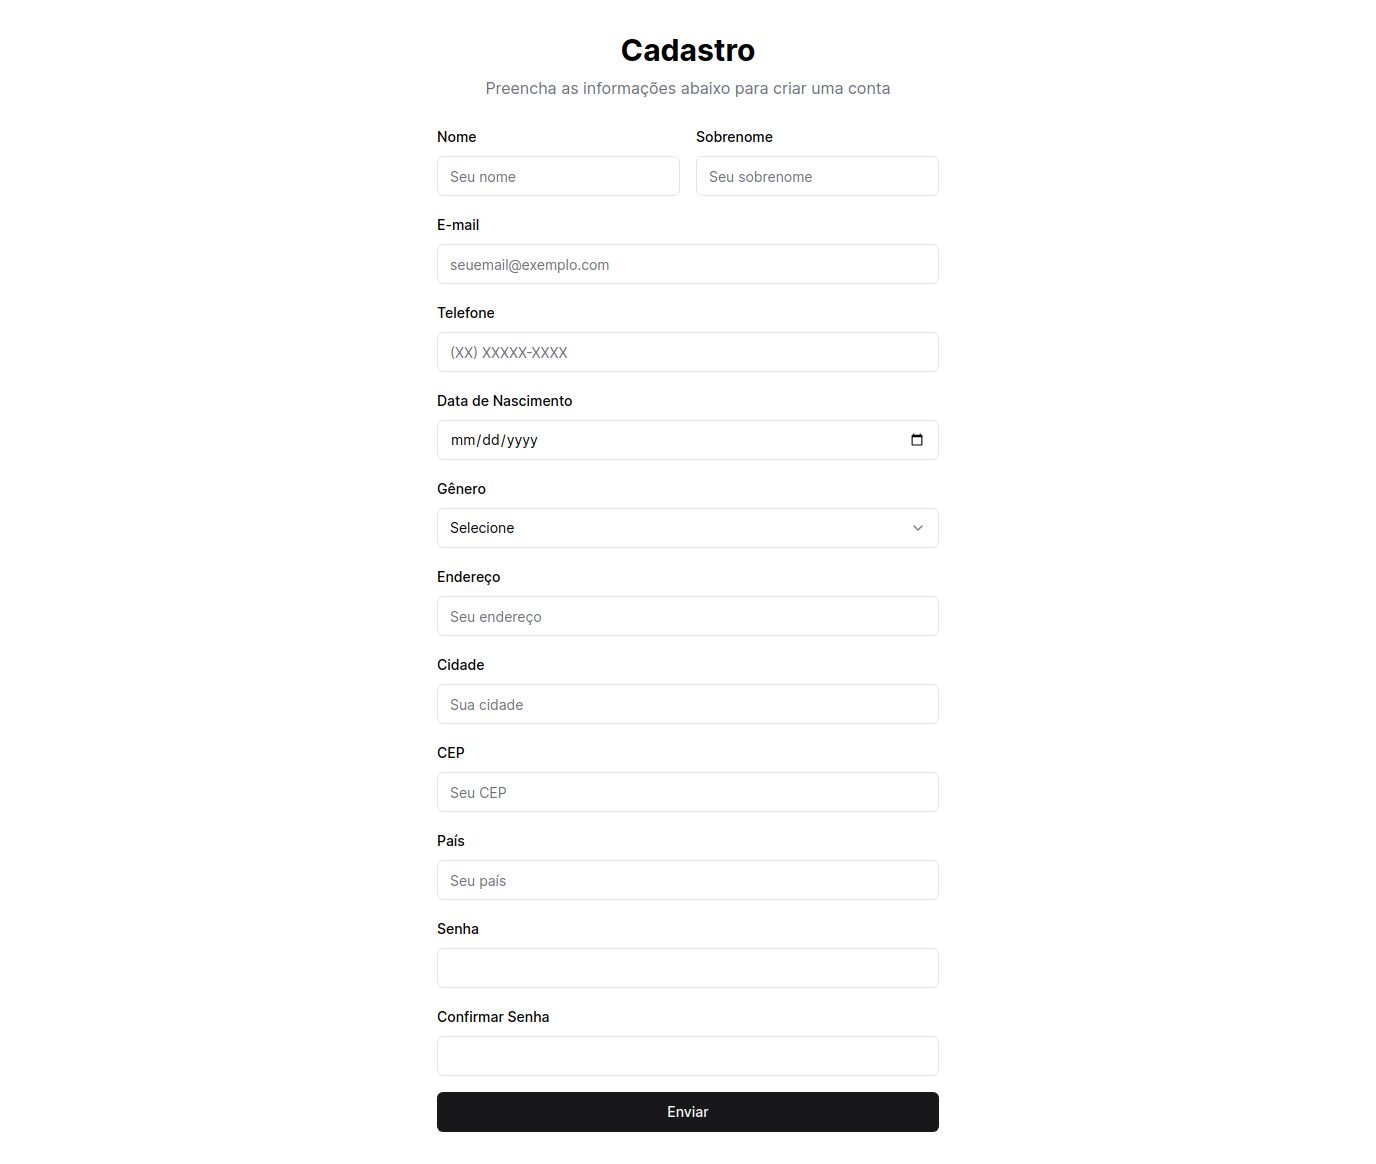 Cadastro
Preencha as informações abaixo para criar uma conta
Nome
Sobrenome
Seu nome
Seu sobrenome
E-mail
seuemail@exemplo.com
Telefone
(XX) XXXXX-XXXX
Data de Nascimento
mm/dd/yyyy
Gênero
Selecione
Endereço
Seu endereço
Cidade
Sua cidade
CEP
Seu CEP
País
Seu país
Senha
Confirmar Senha
Enviar